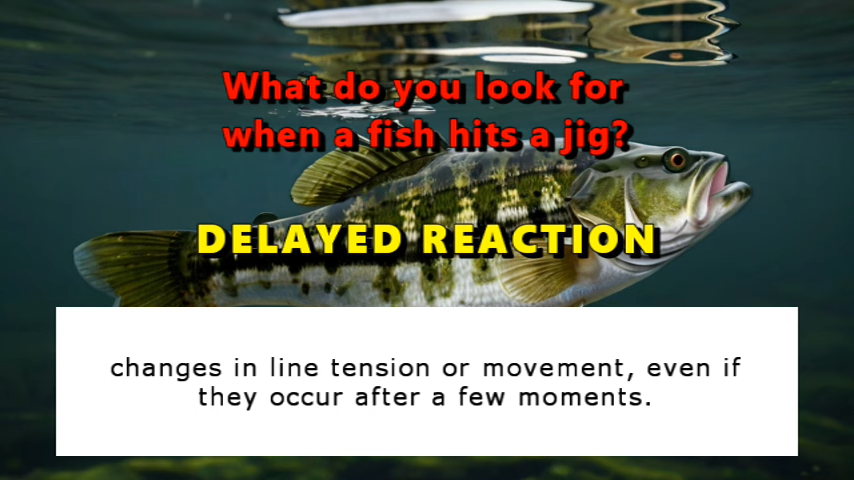 What do you look for
when a fish hits a jig?
DELAYED REACTION
changes in line tension or movement, even if
they occur after a few moments.